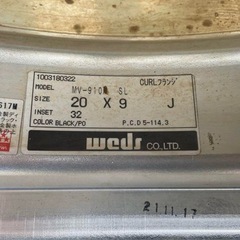 1003180322
CURLフランジ
MODEL MV-910 SL
SIZE 20 X 9 J
INSET 32
COLOR BLACK/PO P.C.D 5-114.3
weds CO.,LTD.
S17M
21.11.17